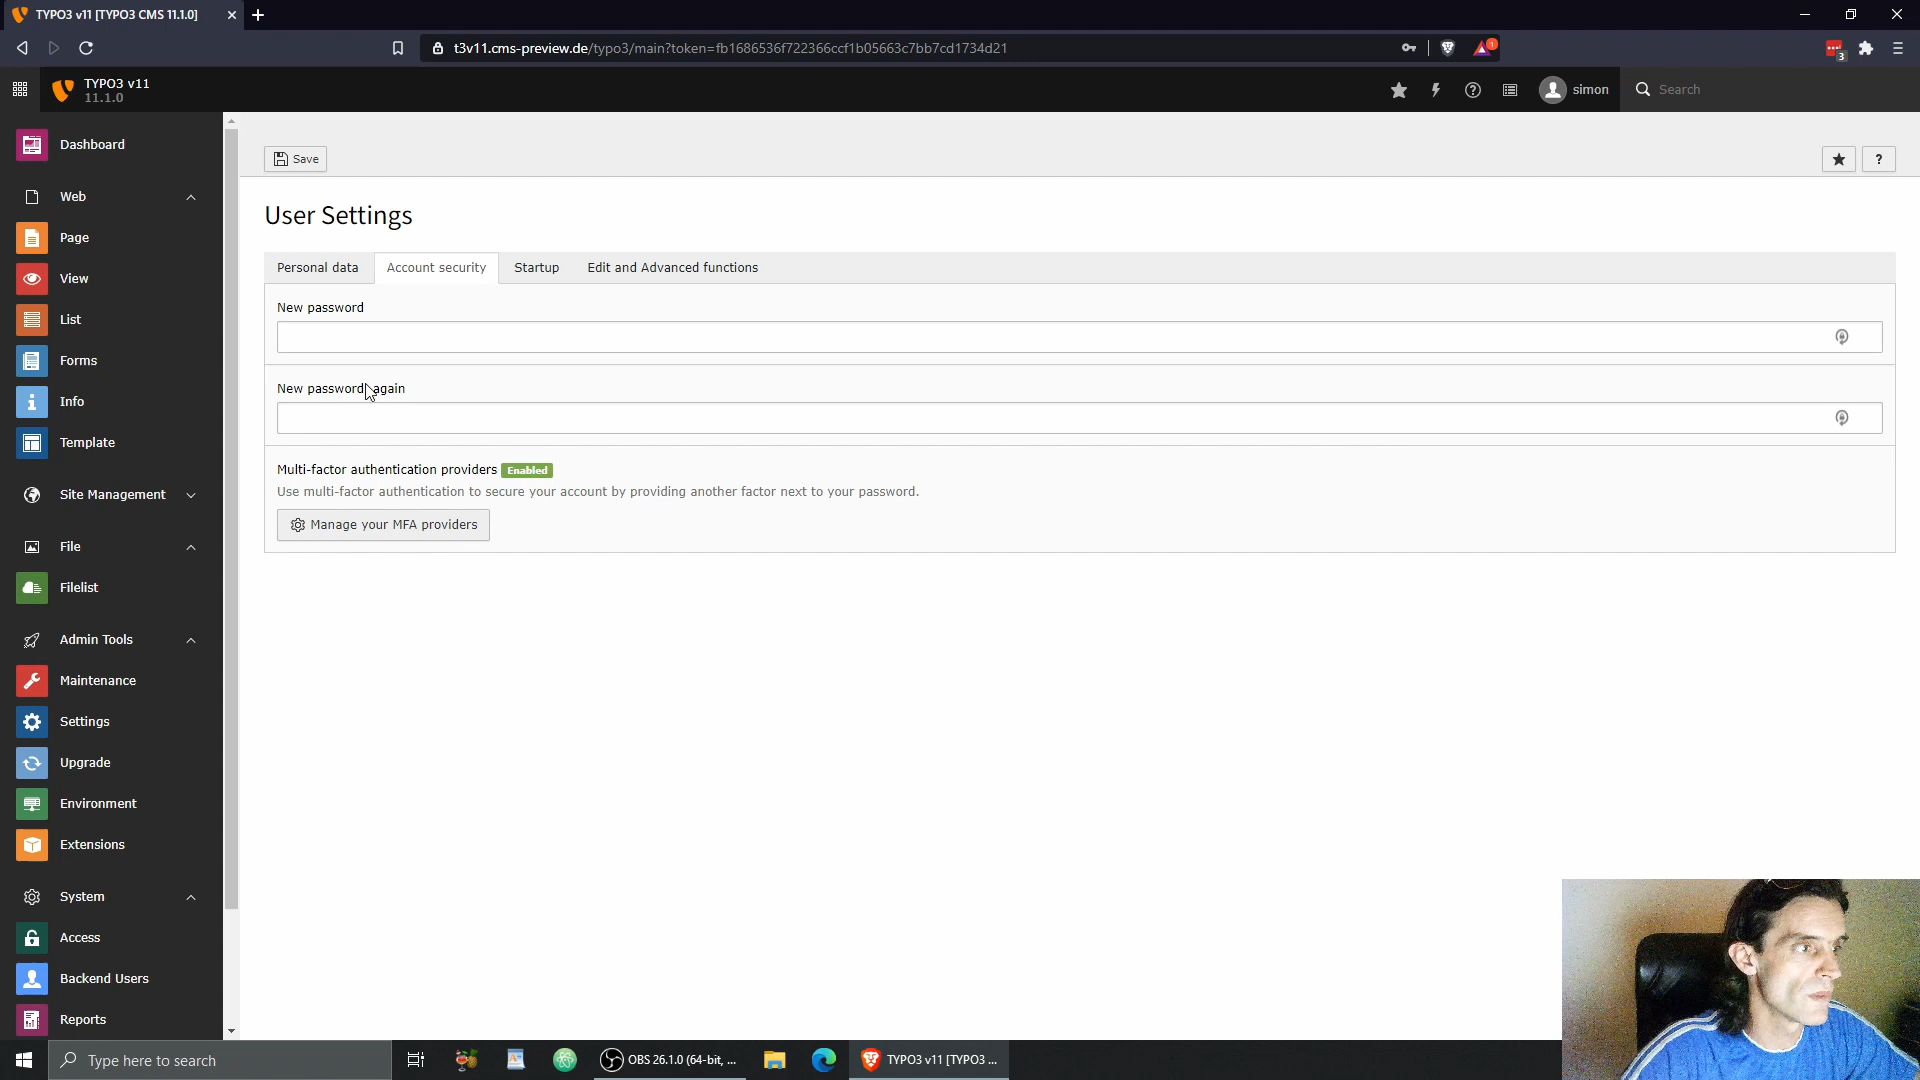 TYPO3 v11 [TYPO3 CMS 11.1.0]
t3v11.cms-preview.de/typo3/main?token=fb1686536f722366ccf1b05663c7bb7cd1734d21
1
3
TYPO3 v11
11.1.0
simon
Search
Dashboard
Web
Page
View
List
Forms
Info
Template
Site Management
File
Filelist
Admin Tools
Maintenance
Settings
Upgrade
Environment
Extensions
System
Access
Backend Users
Reports
Save
?
User Settings
Personal data
Account security
Startup
Edit and Advanced functions
New password
New password, again
Multi-factor authentication providers Enabled
Use multi-factor authentication to secure your account by providing another factor next to your password.
Manage your MFA providers
Type here to search
OBS 26.1.0 (64-bit, ...
TYPO3 v11 [TYPO3 ...